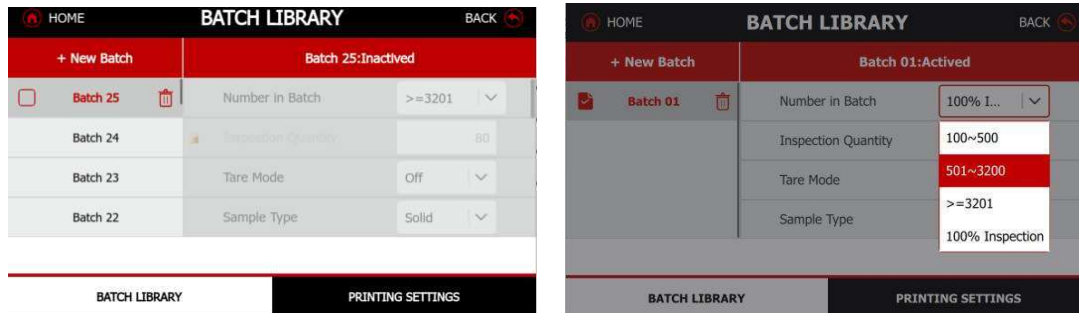 HOME BATCH LIBRARY BACK
+ New Batch Batch 25:Inactived
Batch 25 Number in Batch >=3201
Batch 24 Inspection Quantity 80
Batch 23 Tare Mode Off
Batch 22 Sample Type Solid
BATCH LIBRARY PRINTING SETTINGS
HOME BATCH LIBRARY BACK
+ New Batch Batch 01:Actived
Batch 01 Number in Batch 100% I...
Inspection Quantity 100~500
Tare Mode 501~3200
>=3201
Sample Type
100% Inspection
BATCH LIBRARY PRINTING SETTINGS